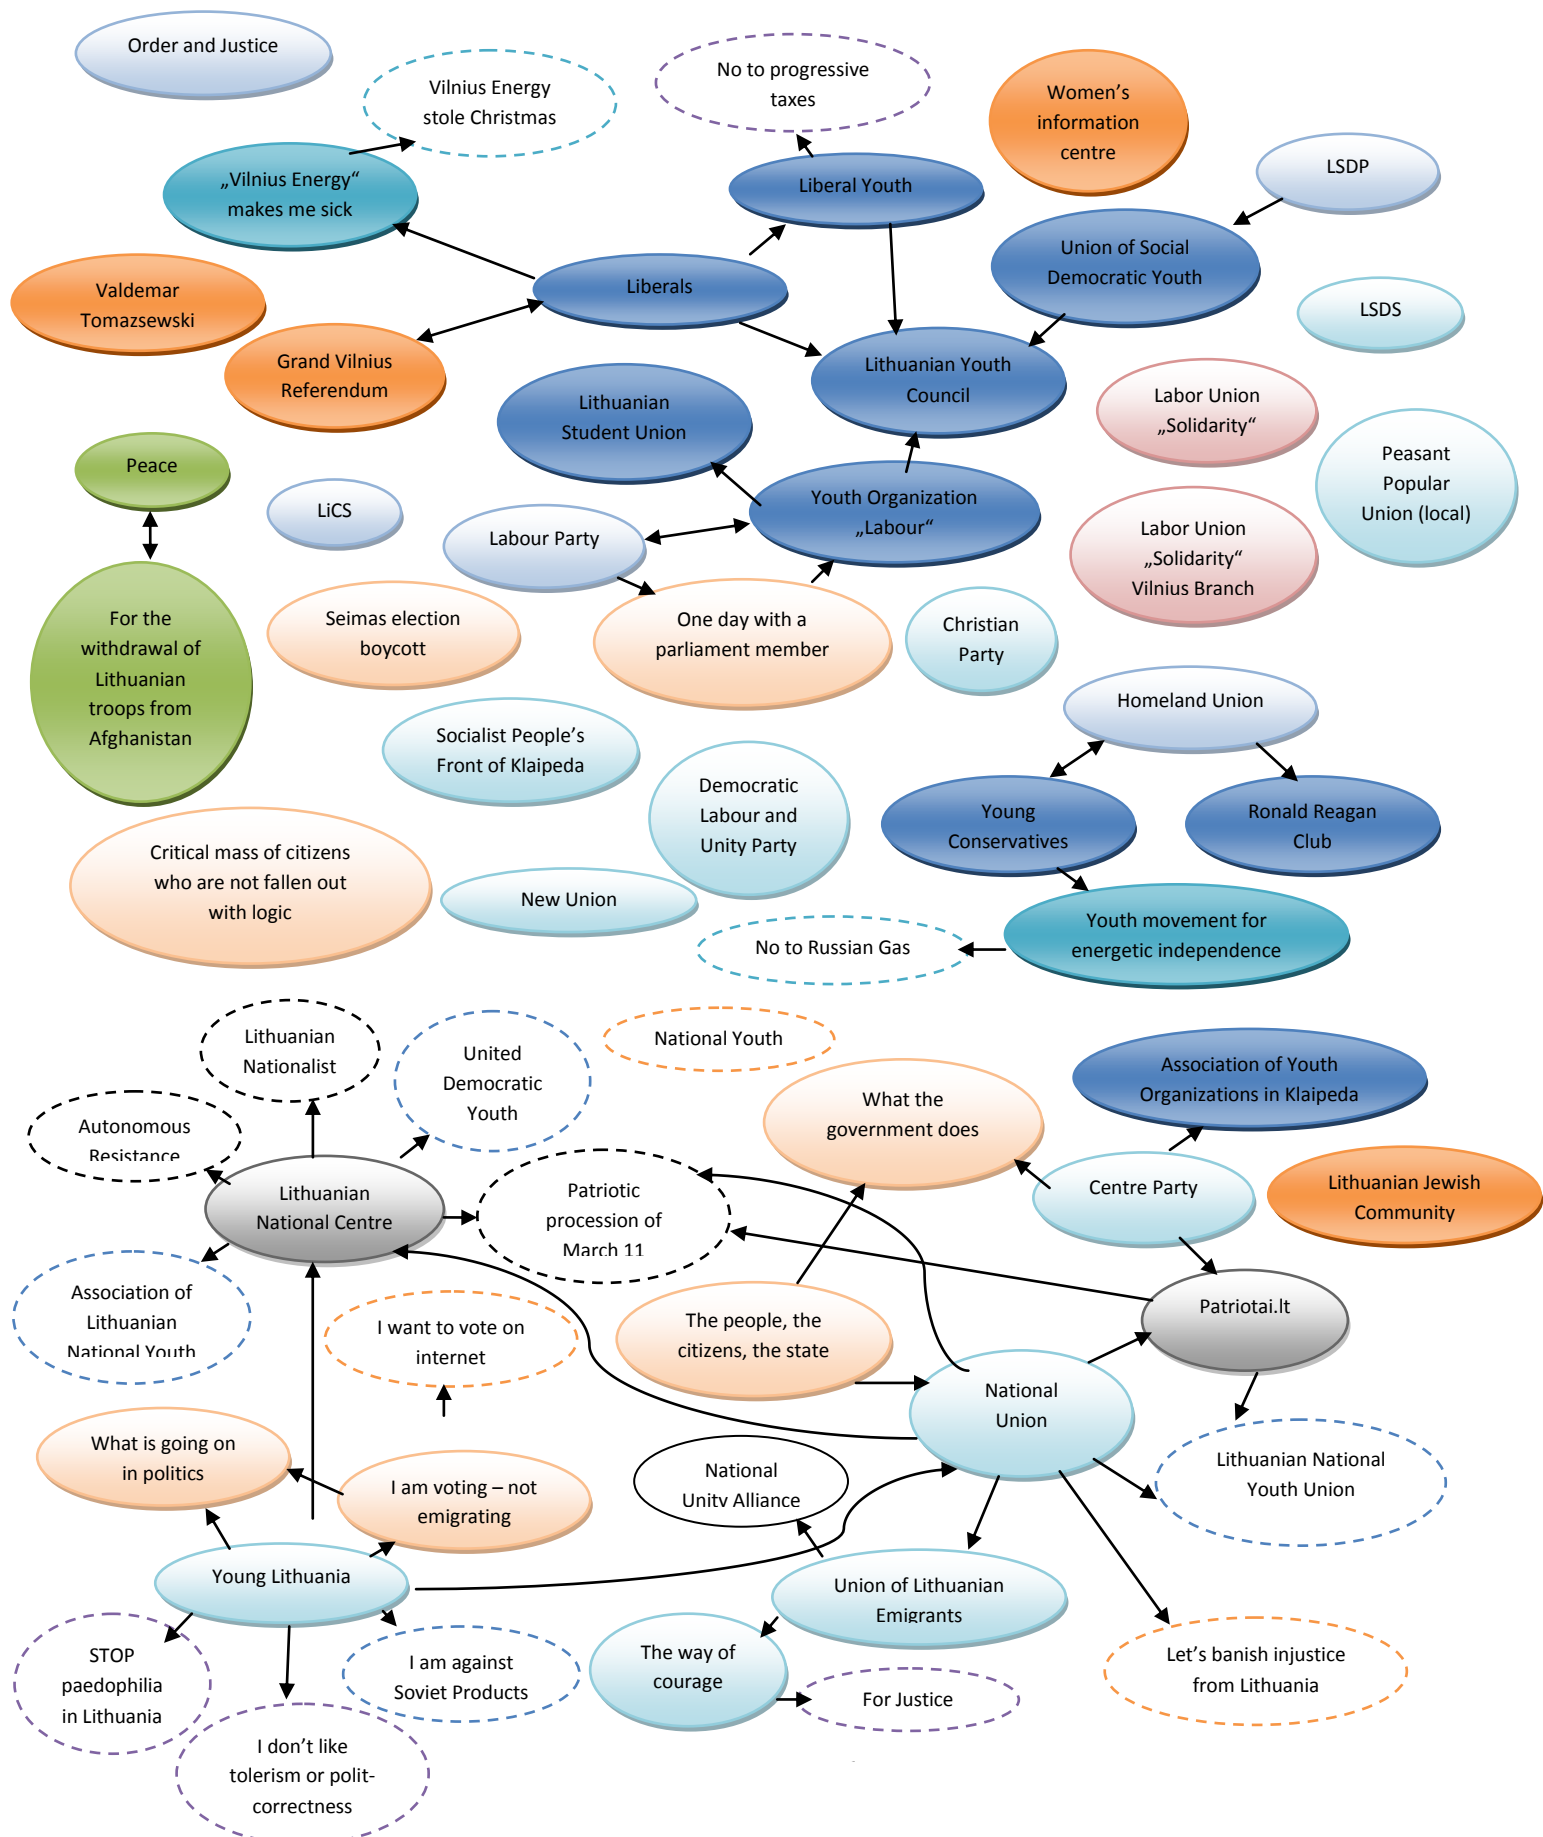 Order and Justice
Vilnius Energy
stole Christmas
No to progressive
taxes
Women's
information
centre
LSDP
„Vilnius Energy“
makes me sick
Liberal Youth
Union of Social
Democratic Youth
Valdemar
Tomazsewski
Liberals
LSDS
Grand Vilnius
Referendum
Lithuanian Youth
Council
Lithuanian
Student Union
Labor Union
„Solidarity“
Peasant
Popular
Union (local)
Peace
LiCS
Labour Party
Youth Organization
„Labour“
Labor Union
„Solidarity“
Vilnius Branch
For the
withdrawal of
Lithuanian
troops from
Afghanistan
Seimas election
boycott
One day with a
parliament member
Christian
Party
Homeland Union
Socialist People's
Front of Klaipeda
Democratic
Labour and
Unity Party
Young
Conservatives
Ronald Reagan
Club
Critical mass of citizens
who are not fallen out
with logic
New Union
Youth movement for
energetic independence
No to Russian Gas
Lithuanian
Nationalist
United
Democratic
Youth
National Youth
Association of Youth
Organizations in Klaipeda
What the
government does
Autonomous
Resistance
Lithuanian
National Centre
Patriotic
procession of
March 11
Centre Party
Lithuanian Jewish
Community
Association of
Lithuanian
National Youth
I want to vote on
internet
The people, the
citizens, the state
Patriotai.lt
National
Union
What is going on
in politics
I am voting – not
emigrating
National
Unity Alliance
Lithuanian National
Youth Union
Young Lithuania
Union of Lithuanian
Emigrants
STOP
paedophilia
in Lithuania
I am against
Soviet Products
The way of
courage
For Justice
Let's banish injustice
from Lithuania
I don't like
tolerism or polit-
correctness